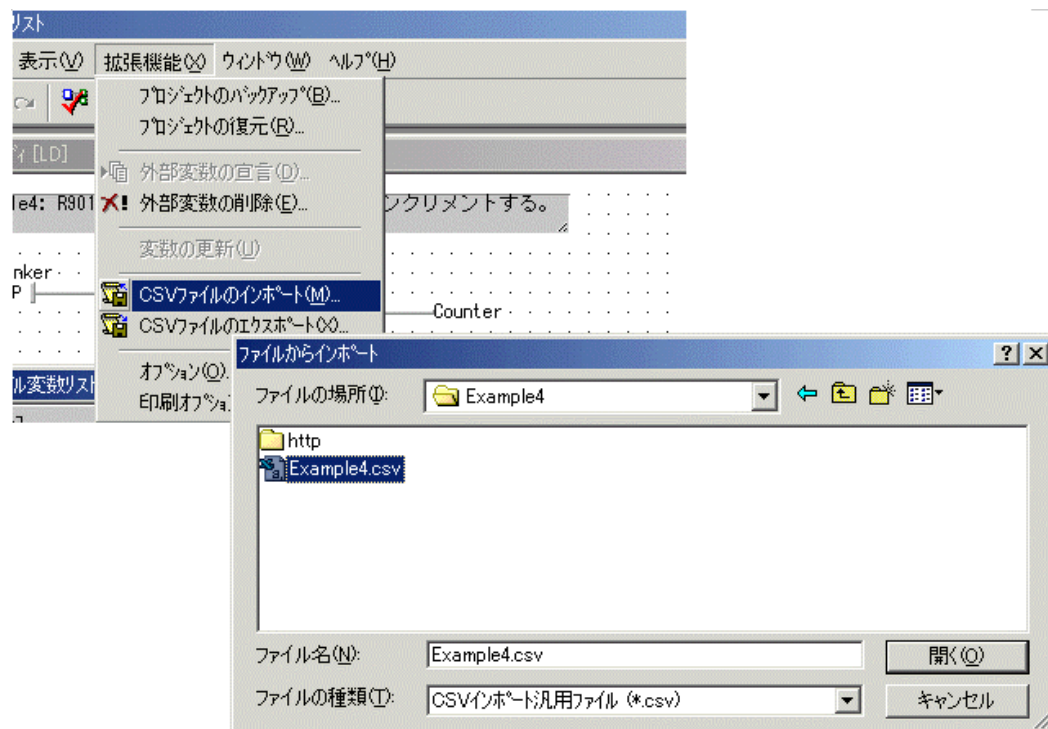 リスト
表示(V) 拡張機能(X) ウィンドウ(W) ヘルプ(H)
プロジェクトのバックアップ(B)...
プロジェクトの復元(R)...
ディ [LD]
外部変数の宣言(D)...
le4: R901
外部変数の削除(E)...
ンクリメントする。
変数の更新(U)
nker
P
CSVファイルのインポート(M)...
Counter
CSVファイルのエクスポート(X)...
オプション(O).
ル変数リスト
印刷オプショ
ファイルからインポート
ファイルの場所(I):
Example4
http
Example4.csv
ファイル名(N):
Example4.csv
開く(O)
ファイルの種類(T):
CSVインポート汎用ファイル (*.csv)
キャンセル